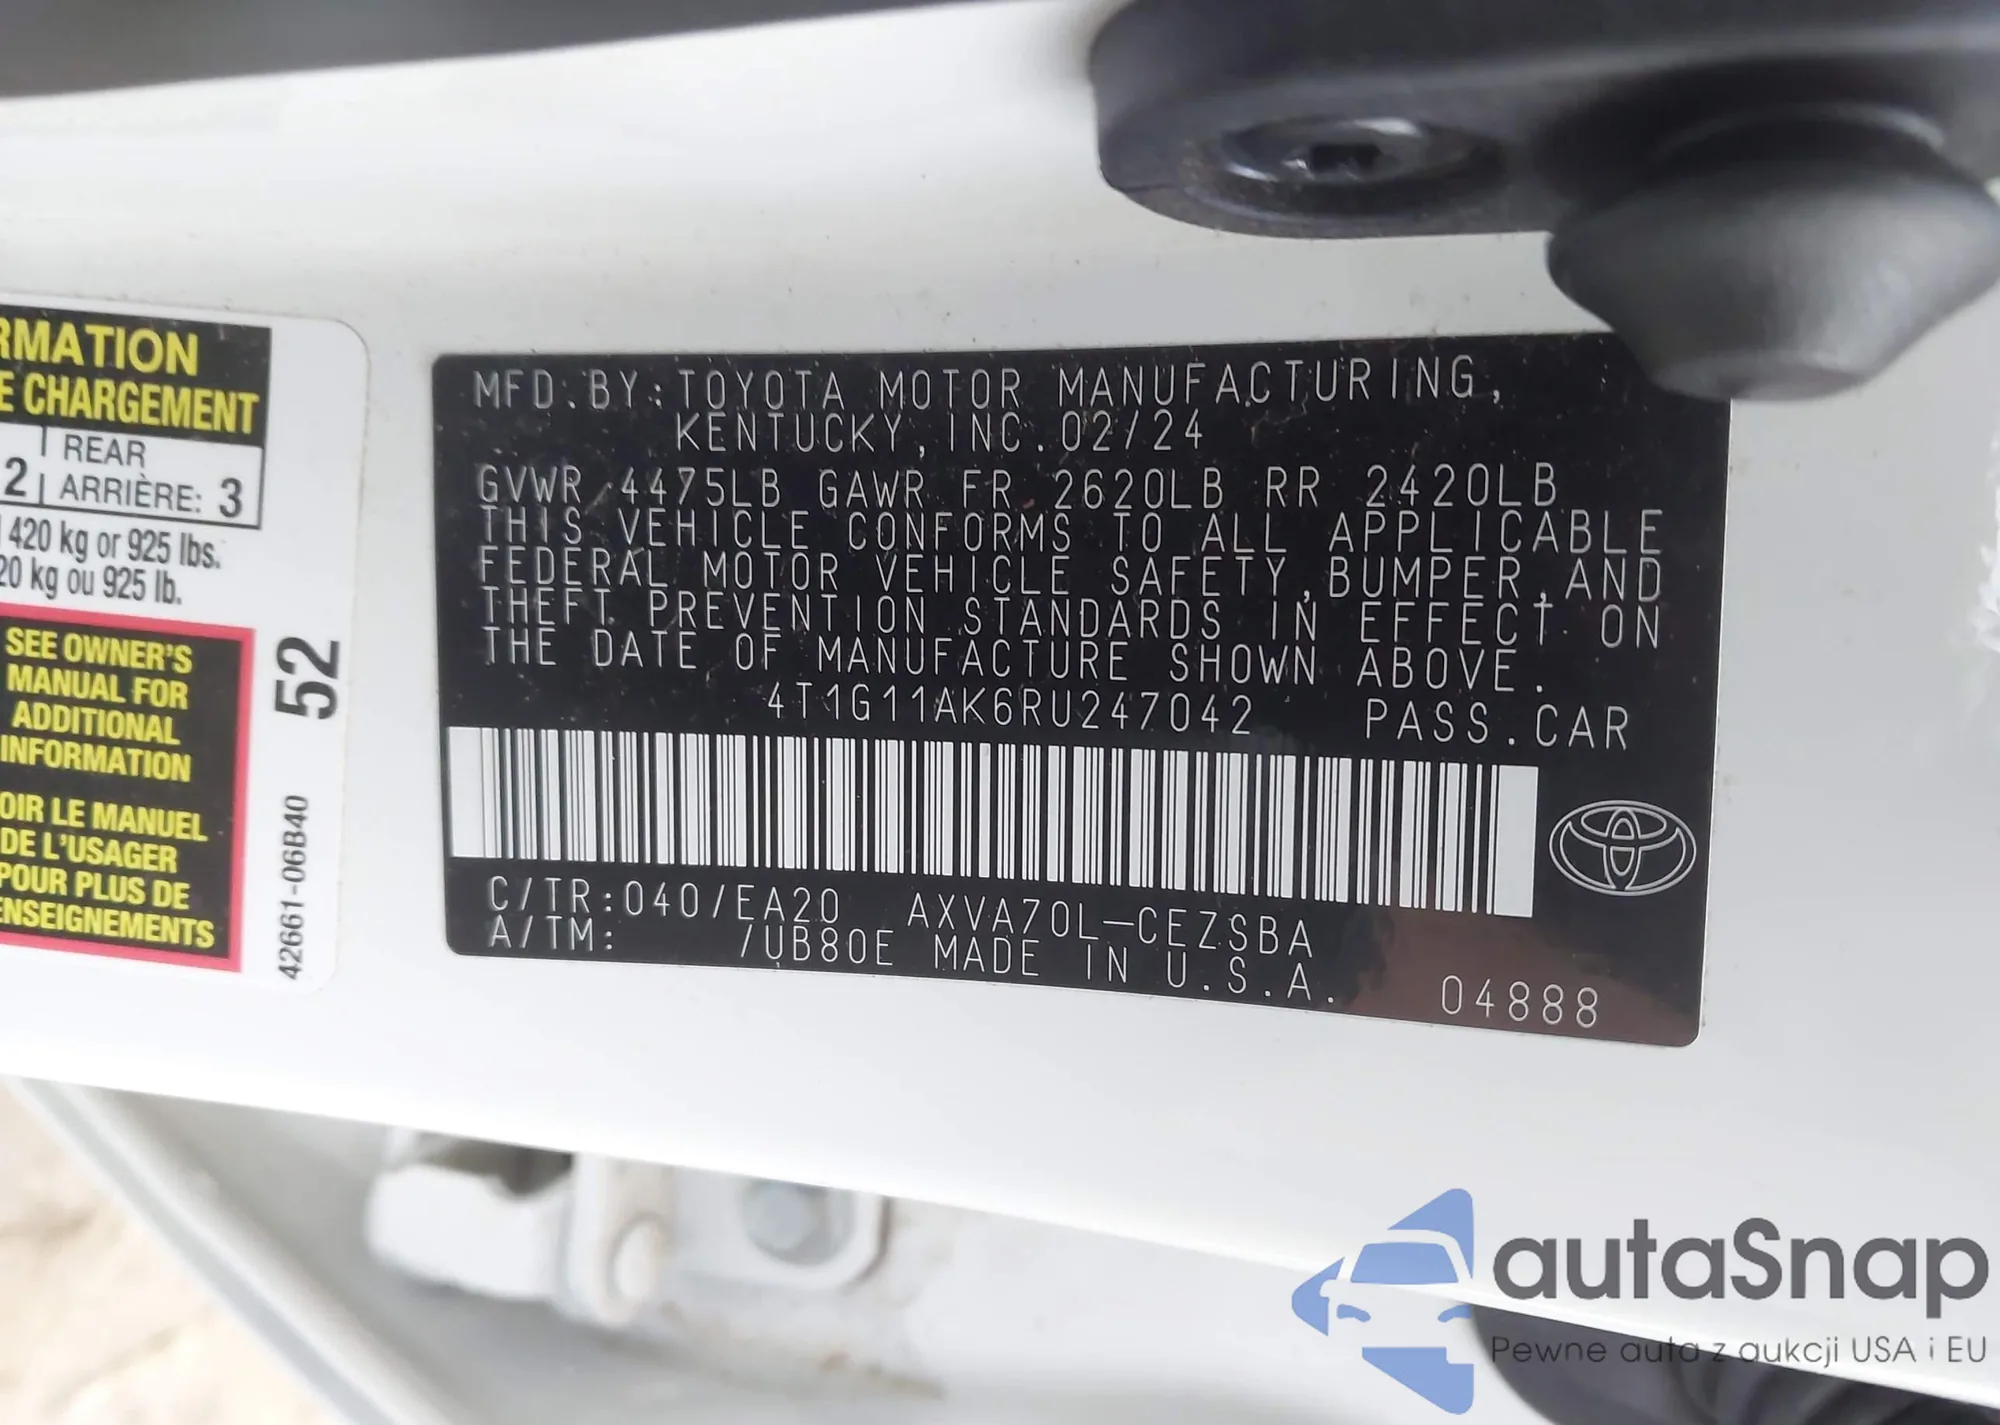 RMATION
E CHARGEMENT
2 | REAR
ARRIÈRE: 3
420 kg or 925 lbs.
20 kg ou 925 lb.
SEE OWNER'S
MANUAL FOR
ADDITIONAL
INFORMATION
OIR LE MANUEL
DE L'USAGER
POUR PLUS DE
ENSEIGNEMENTS
52
42661-06B40
MFD.BY:TOYOTA MOTOR MANUFACTURING,
KENTUCKY,INC.02/24
GVWR 4475LB GAWR FR 2620LB RR 2420LB
THIS VEHICLE CONFORMS TO ALL APPLICABLE
FEDERAL MOTOR VEHICLE SAFETY,BUMPER,AND
THEFT PREVENTION STANDARDS IN EFFECT ON
THE DATE OF MANUFACTURE SHOWN ABOVE.
4T1G11AK6RU247042 PASS.CAR
C/TR:040/EA20 AXVA70L-CEZSBA
A/TM: /UB80E MADE IN U.S.A.
04888
autaSnap
Pewne auta z aukcji USA i EU